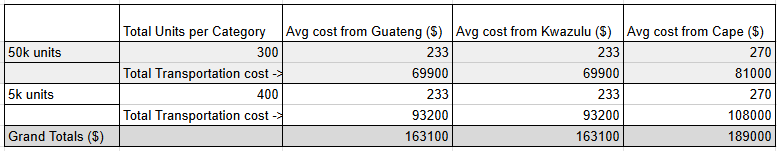 Total Units per Category Avg cost from Guateng ($) Avg cost from Kwazulu ($) Avg cost from Cape ($)
50k units 300 233 233 270
Total Transportation cost -> 69900 69900 81000
5k units 400 233 233 270
Total Transportation cost -> 93200 93200 108000
Grand Totals ($) 163100 163100 189000